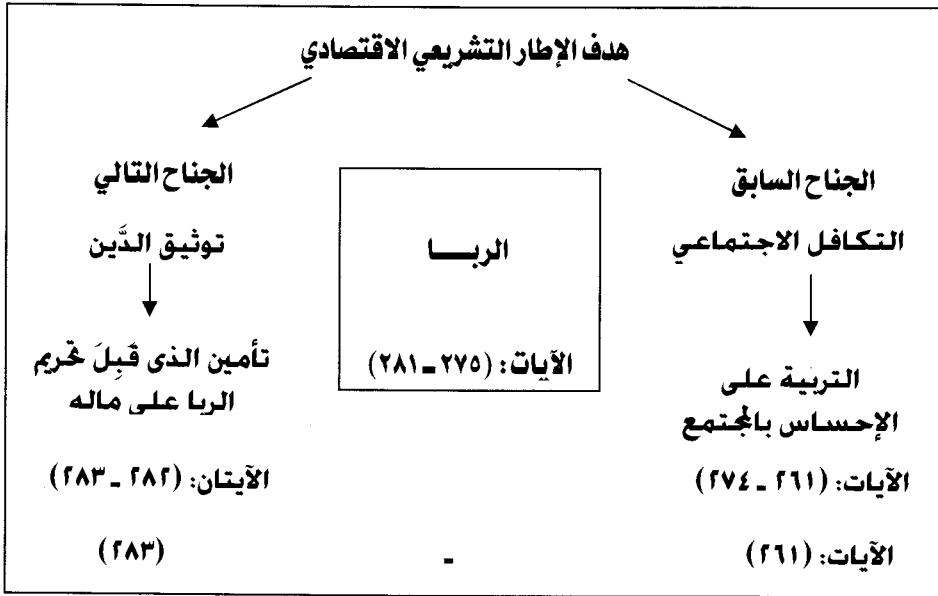 هدف الإطار التشريعي الاقتصادي
الجناح السابق
التكافل الاجتماعي
التربية على
الإحساس بالمجتمع
الآيات: (٢٦١ ـ ٢٧٤)
الآيات: (٢٦١)
الربـــا
الآيات: (٢٧٥ ـ ٢٨١)
ـ
الجناح التالي
توثيق الدَّين
تأمين الذى قَبِلَ تحريم
الربا على ماله
الآيتان: (٢٨٢ ـ ٢٨٣)
(٢٨٣)